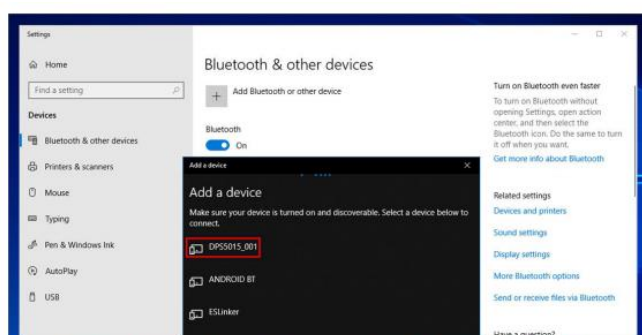 Settings
Home
Find a setting
Devices
Bluetooth & other devices
Printers & scanners
Mouse
Typing
Pen & Windows Ink
AutoPlay
USB
Bluetooth & other devices
Add Bluetooth or other device
Bluetooth
On
Add a device
Add a device
Make sure your device is turned on and discoverable. Select a device below to
connect.
DPS5015_001
ANDROID BT
ESLinker
Turn on Bluetooth even faster
To turn on Bluetooth without
opening Settings, open action
center, and then select the
Bluetooth icon. Do the same to turn
it off when you want.
Get more info about Bluetooth
Related settings
Devices and printers
Sound settings
Display settings
More Bluetooth options
Send or receive files via Bluetooth
Have a question?